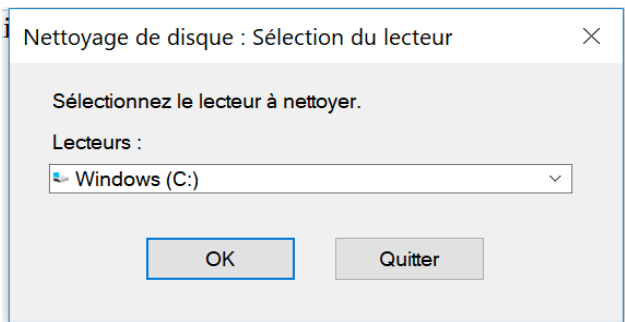 Nettoyage de disque : Sélection du lecteur
Sélectionnez le lecteur à nettoyer.
Lecteurs :
Windows (C:)
OK
Quitter